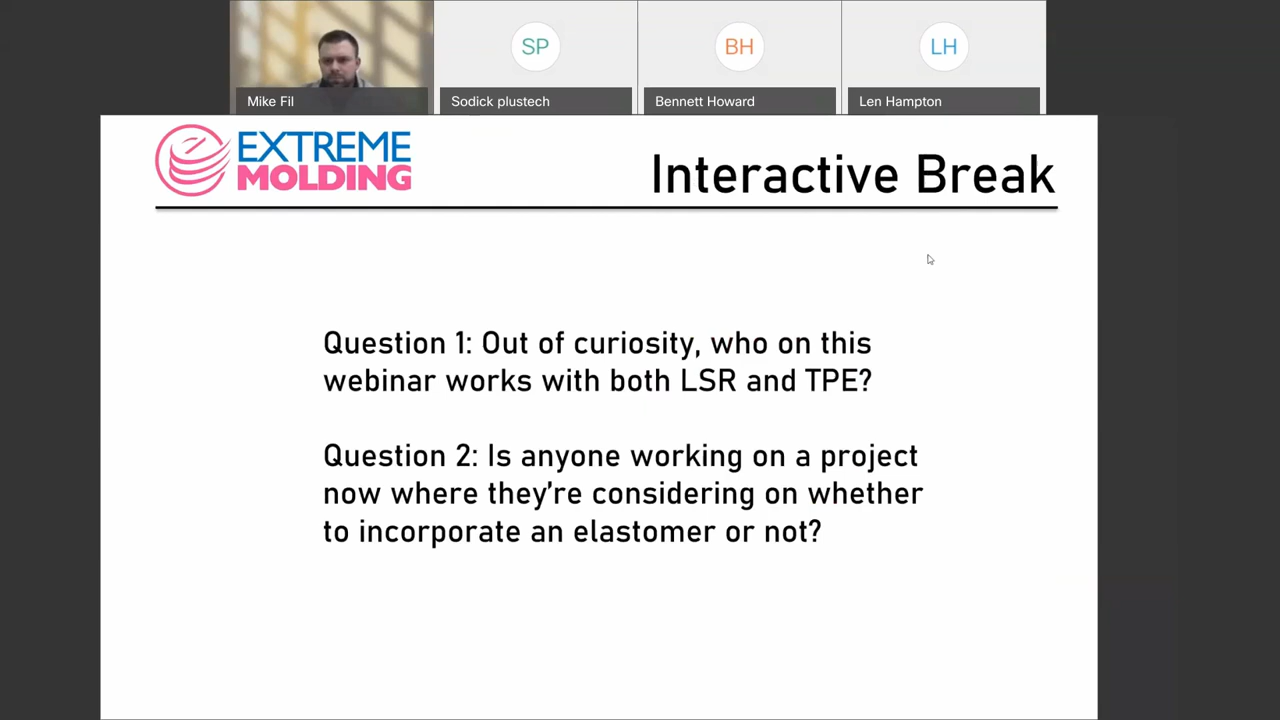 SP
BH
LH
Mike Fil
Sodick plustech
Bennett Howard
Len Hampton
EXTREME
MOLDING
Interactive Break
Question 1: Out of curiosity, who on this
webinar works with both LSR and TPE?
Question 2: Is anyone working on a project
now where they're considering on whether
to incorporate an elastomer or not?